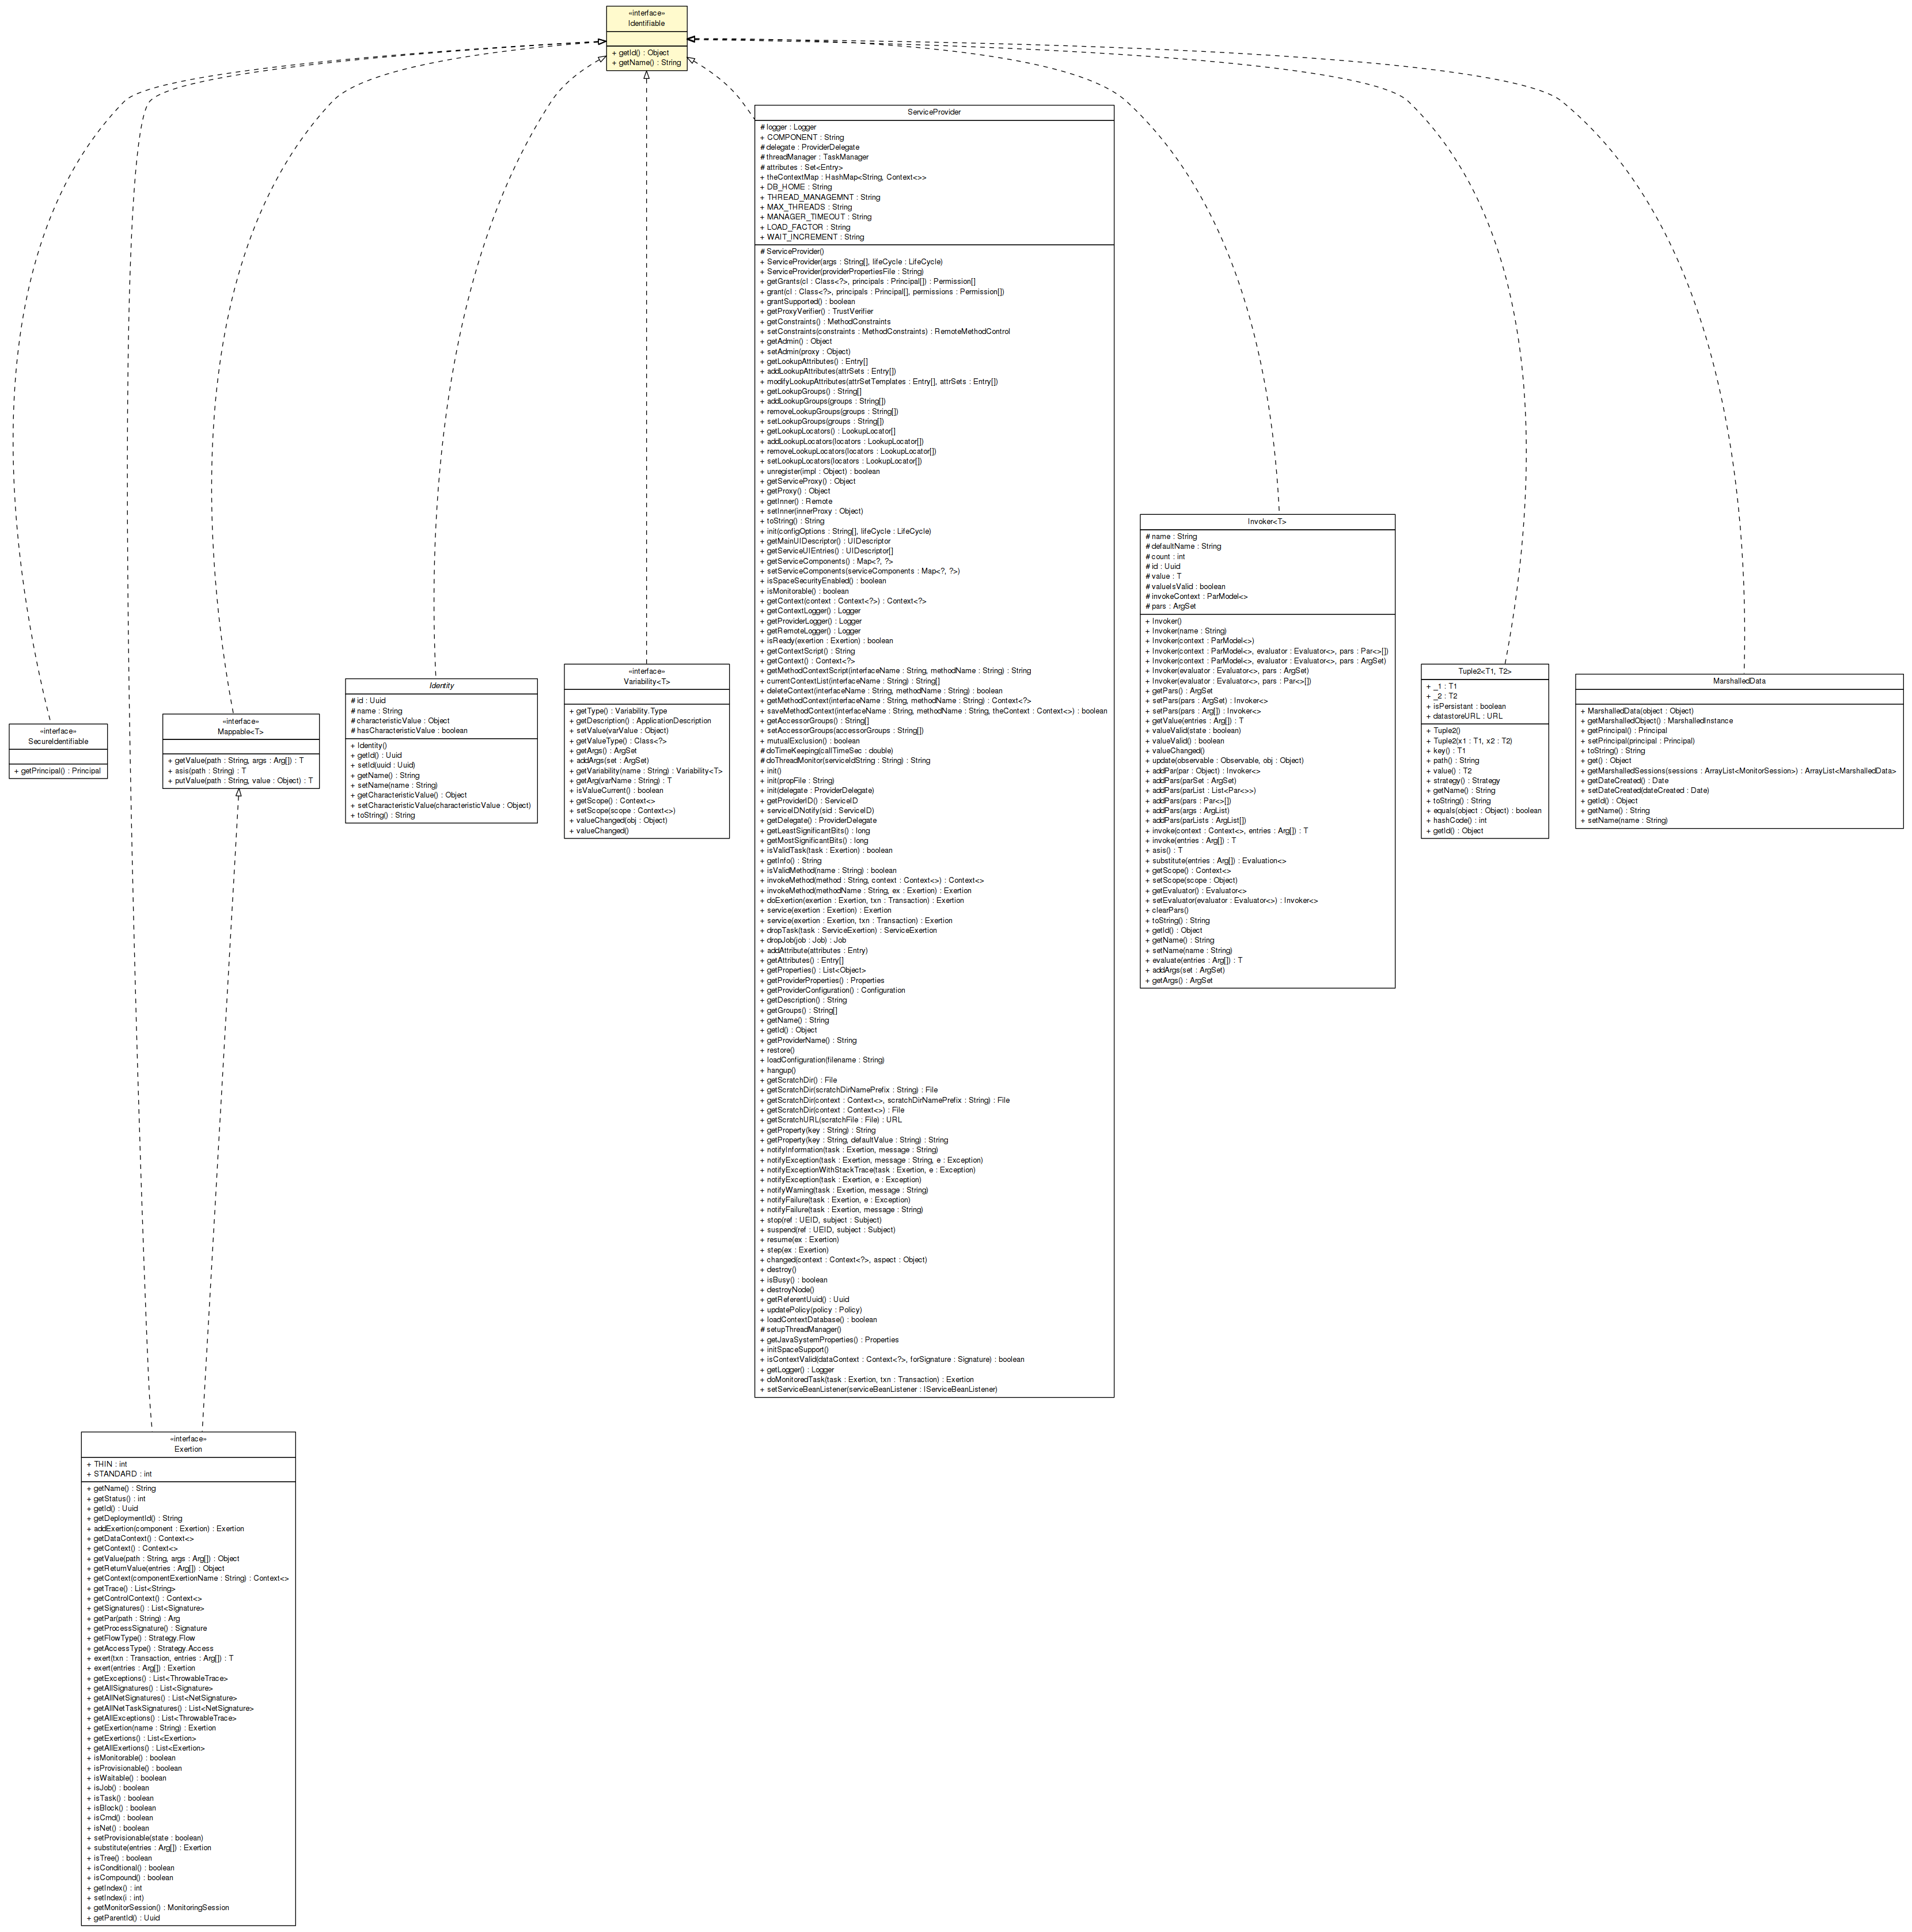 «interface»
Identifiable
+ getId() : Object
+ getName() : String
ServiceProvider
# logger : Logger
+ COMPONENT : String
# delegate : ProviderDelegate
# threadManager : TaskManager
# attributes : Set<Entry>
+ theContextMap : HashMap<String, Context<>>
+ DB_HOME : String
+ THREAD_MANAGEMNT : String
+ MAX_THREADS : String
+ MANAGER_TIMEOUT : String
+ LOAD_FACTOR : String
+ WAIT_INCREMENT : String
# ServiceProvider()
+ ServiceProvider(args : String[], lifeCycle : LifeCycle)
+ ServiceProvider(providerPropertiesFile : String)
+ getGrants(cl : Class<?>, principals : Principal[]) : Permission[]
+ grant(cl : Class<?>, principals : Principal[], permissions : Permission[])
+ grantSupported() : boolean
+ getProxyVerifier() : TrustVerifier
+ getConstraints() : MethodConstraints
+ setConstraints(constraints : MethodConstraints) : RemoteMethodControl
+ getAdmin() : Object
+ setAdmin(proxy : Object)
+ getLookupAttributes() : Entry[]
+ addLookupAttributes(attrSets : Entry[])
+ modifyLookupAttributes(attrSetTemplates : Entry[], attrSets : Entry[])
+ getLookupGroups() : String[]
+ addLookupGroups(groups : String[])
+ removeLookupGroups(groups : String[])
+ setLookupGroups(groups : String[])
+ getLookupLocators() : LookupLocator[]
+ addLookupLocators(locators : LookupLocator[])
+ removeLookupLocators(locators : LookupLocator[])
+ setLookupLocators(locators : LookupLocator[])
+ unregister(impl : Object) : boolean
+ getServiceProxy() : Object
+ getProxy() : Object
+ getInner() : Remote
+ setInner(innerProxy : Object)
+ toString() : String
+ init(configOptions : String[], lifeCycle : LifeCycle)
+ getMainUIDescriptor() : UIDescriptor
+ getServiceUIEntries() : UIDescriptor[]
+ getServiceComponents() : Map<?, ?>
+ setServiceComponents(serviceComponents : Map<?, ?>)
+ isSpaceSecurityEnabled() : boolean
+ isMonitorable() : boolean
+ getContext(context : Context<?>) : Context<?>
+ getContextLogger() : Logger
+ getProviderLogger() : Logger
+ getRemoteLogger() : Logger
+ isReady(exertion : Exertion) : boolean
+ getContextScript() : String
+ getContext() : Context<?>
+ getMethodContextScript(interfaceName : String, methodName : String) : String
+ currentContextList(interfaceName : String) : String[]
+ deleteContext(interfaceName : String, methodName : String) : boolean
+ getMethodContext(interfaceName : String, methodName : String) : Context<?>
+ saveMethodContext(interfaceName : String, methodName : String, theContext : Context<>) : boolean
+ getAccessorGroups() : String[]
+ setAccessorGroups(accessorGroups : String[])
+ mutualExclusion() : boolean
# doTimeKeeping(callTimeSec : double)
# doThreadMonitor(serviceIdString : String) : String
+ init()
+ init(propFile : String)
+ init(delegate : ProviderDelegate)
+ getProviderID() : ServiceID
+ serviceIDNotify(sid : ServiceID)
+ getDelegate() : ProviderDelegate
+ getLeastSignificantBits() : long
+ getMostSignificantBits() : long
+ isValidTask(task : Exertion) : boolean
+ getInfo() : String
+ isValidMethod(name : String) : boolean
+ invokeMethod(method : String, context : Context<>) : Context<>
+ invokeMethod(methodName : String, ex : Exertion) : Exertion
+ doExertion(exertion : Exertion, txn : Transaction) : Exertion
+ service(exertion : Exertion) : Exertion
+ service(exertion : Exertion, txn : Transaction) : Exertion
+ dropTask(task : ServiceExertion) : ServiceExertion
+ dropJob(job : Job) : Job
+ addAttribute(attributes : Entry)
+ getAttributes() : Entry[]
+ getProperties() : List<Object>
+ getProviderProperties() : Properties
+ getProviderConfiguration() : Configuration
+ getDescription() : String
+ getGroups() : String[]
+ getName() : String
+ getId() : Object
+ getProviderName() : String
+ restore()
+ loadConfiguration(filename : String)
+ hangup()
+ getScratchDir() : File
+ getScratchDir(scratchDirNamePrefix : String) : File
+ getScratchDir(context : Context<>, scratchDirNamePrefix : String) : File
+ getScratchDir(context : Context<>) : File
+ getScratchURL(scratchFile : File) : URL
+ getProperty(key : String) : String
+ getProperty(key : String, defaultValue : String) : String
+ notifyInformation(task : Exertion, message : String)
+ notifyException(task : Exertion, message : String, e : Exception)
+ notifyExceptionWithStackTrace(task : Exertion, e : Exception)
+ notifyException(task : Exertion, e : Exception)
+ notifyWarning(task : Exertion, message : String)
+ notifyFailure(task : Exertion, e : Exception)
+ notifyFailure(task : Exertion, message : String)
+ stop(ref : UEID, subject : Subject)
+ suspend(ref : UEID, subject : Subject)
+ resume(ex : Exertion)
+ step(ex : Exertion)
+ changed(context : Context<?>, aspect : Object)
+ destroy()
+ isBusy() : boolean
+ destroyNode()
+ getReferentUuid() : Uuid
+ updatePolicy(policy : Policy)
+ loadContextDatabase() : boolean
# setupThreadManager()
+ getJavaSystemProperties() : Properties
+ initSpaceSupport()
+ isContextValid(dataContext : Context<?>, forSignature : Signature) : boolean
+ getLogger() : Logger
+ doMonitoredTask(task : Exertion, txn : Transaction) : Exertion
+ setServiceBeanListener(serviceBeanListener : IServiceBeanListener)
Invoker<T>
# name : String
# defaultName : String
# count : int
# id : Uuid
# value : T
# valueIsValid : boolean
# invokeContext : ParModel<>
# pars : ArgSet
+ Invoker()
+ Invoker(name : String)
+ Invoker(context : ParModel<>)
+ Invoker(context : ParModel<>, evaluator : Evaluator<>, pars : Par<>[])
+ Invoker(context : ParModel<>, evaluator : Evaluator<>, pars : ArgSet)
+ Invoker(evaluator : Evaluator<>, pars : ArgSet)
+ Invoker(evaluator : Evaluator<>, pars : Par<>[])
+ getPars() : ArgSet
+ setPars(pars : ArgSet) : Invoker<>
+ setPars(pars : Arg[]) : Invoker<>
+ getValue(entries : Arg[]) : T
+ valueValid(state : boolean)
+ valueValid() : boolean
+ valueChanged()
+ update(observable : Observable, obj : Object)
+ addPar(par : Object) : Invoker<>
+ addPars(parSet : ArgSet)
+ addPars(parList : List<Par<>>)
+ addPars(pars : Par<>[])
+ addPars(args : ArgList)
+ addPars(parLists : ArgList[])
+ invoke(context : Context<>, entries : Arg[]) : T
+ invoke(entries : Arg[]) : T
+ asis() : T
+ substitute(entries : Arg[]) : Evaluation<>
+ getScope() : Context<>
+ setScope(scope : Object)
+ getEvaluator() : Evaluator<>
+ setEvaluator(evaluator : Evaluator<>) : Invoker<>
+ clearPars()
+ toString() : String
+ getId() : Object
+ getName() : String
+ setName(name : String)
+ evaluate(entries : Arg[]) : T
+ addArgs(set : ArgSet)
+ getArgs() : ArgSet
«interface»
SecureIdentifiable
+ getPrincipal() : Principal
«interface»
Mappable<T>
+ getValue(path : String, args : Arg[]) : T
+ asis(path : String) : T
+ putValue(path : String, value : Object) : T
Identity
# id : Uuid
# name : String
# characteristicValue : Object
# hasCharacteristicValue : boolean
+ Identity()
+ getId() : Uuid
+ setId(uuid : Uuid)
+ getName() : String
+ setName(name : String)
+ getCharacteristicValue() : Object
+ setCharacteristicValue(characteristicValue : Object)
+ toString() : String
«interface»
Variability<T>
+ getType() : Variability.Type
+ getDescription() : ApplicationDescription
+ setValue(varValue : Object)
+ getValueType() : Class<?>
+ getArgs() : ArgSet
+ addArgs(set : ArgSet)
+ getVariability(name : String) : Variability<T>
+ getArg(varName : String) : T
+ isValueCurrent() : boolean
+ getScope() : Context<>
+ setScope(scope : Context<>)
+ valueChanged(obj : Object)
+ valueChanged()
Tuple2<T1, T2>
+ _1 : T1
+ _2 : T2
+ isPersistant : boolean
+ datastoreURL : URL
+ Tuple2()
+ Tuple2(x1 : T1, x2 : T2)
+ key() : T1
+ path() : String
+ value() : T2
+ strategy() : Strategy
+ getName() : String
+ toString() : String
+ equals(object : Object) : boolean
+ hashCode() : int
+ getId() : Object
MarshalledData
+ MarshalledData(object : Object)
+ getMarshalledObject() : MarshalledInstance
+ getPrincipal() : Principal
+ setPrincipal(principal : Principal)
+ toString() : String
+ get() : Object
+ getMarshalledSessions(sessions : ArrayList<MonitorSession>) : ArrayList<MarshalledData>
+ getDateCreated() : Date
+ setDateCreated(dateCreated : Date)
+ getId() : Object
+ getName() : String
+ setName(name : String)
«interface»
Exertion
+ THIN : int
+ STANDARD : int
+ getName() : String
+ getStatus() : int
+ getId() : Uuid
+ getDeploymentId() : String
+ addExertion(component : Exertion) : Exertion
+ getDataContext() : Context<>
+ getContext() : Context<>
+ getValue(path : String, args : Arg[]) : Object
+ getReturnValue(entries : Arg[]) : Object
+ getContext(componentExertionName : String) : Context<>
+ getTrace() : List<String>
+ getControlContext() : Context<>
+ getSignatures() : List<Signature>
+ getPar(path : String) : Arg
+ getProcessSignature() : Signature
+ getFlowType() : Strategy.Flow
+ getAccessType() : Strategy.Access
+ exert(txn : Transaction, entries : Arg[]) : T
+ exert(entries : Arg[]) : Exertion
+ getExceptions() : List<ThrowableTrace>
+ getAllSignatures() : List<Signature>
+ getAllNetSignatures() : List<NetSignature>
+ getAllNetTaskSignatures() : List<NetSignature>
+ getAllExceptions() : List<ThrowableTrace>
+ getExertion(name : String) : Exertion
+ getExertions() : List<Exertion>
+ getAllExertions() : List<Exertion>
+ isMonitorable() : boolean
+ isProvisionable() : boolean
+ isWaitable() : boolean
+ isJob() : boolean
+ isTask() : boolean
+ isBlock() : boolean
+ isCmd() : boolean
+ isNet() : boolean
+ setProvisionable(state : boolean)
+ substitute(entries : Arg[]) : Exertion
+ isTree() : boolean
+ isConditional() : boolean
+ isCompound() : boolean
+ getIndex() : int
+ setIndex(i : int)
+ getMonitorSession() : MonitoringSession
+ getParentId() : Uuid